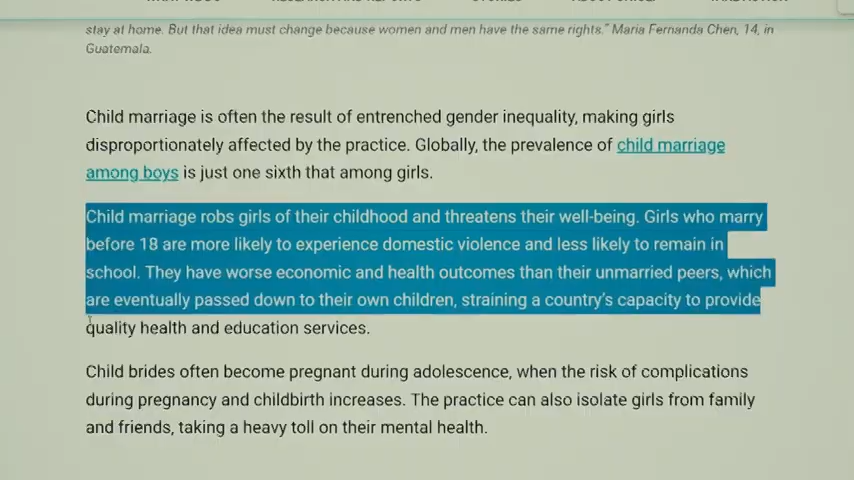 stay at home. But that idea must change because women and men have the same rights." Maria Fernanda Chen, 14, in
Guatemala.
Child marriage is often the result of entrenched gender inequality, making girls
disproportionately affected by the practice. Globally, the prevalence of child marriage
among boys is just one sixth that among girls.
Child marriage robs girls of their childhood and threatens their well-being. Girls who marry
before 18 are more likely to experience domestic violence and less likely to remain in
school. They have worse economic and health outcomes than their unmarried peers, which
are eventually passed down to their own children, straining a country's capacity to provide
quality health and education services.
Child brides often become pregnant during adolescence, when the risk of complications
during pregnancy and childbirth increases. The practice can also isolate girls from family
and friends, taking a heavy toll on their mental health.